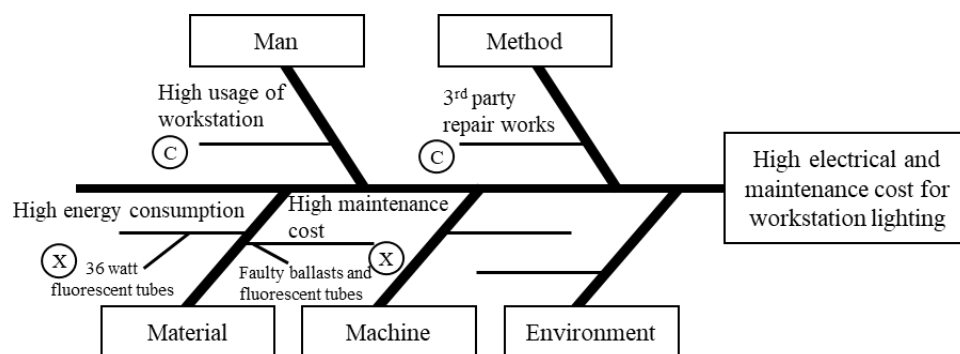 Man
Method
High usage of
workstation
C
3rd party
repair works
C
High electrical and
maintenance cost for
workstation lighting
High energy consumption
X
36 watt
fluorescent tubes
High maintenance
cost
X
Faulty ballasts and
fluorescent tubes
Material
Machine
Environment